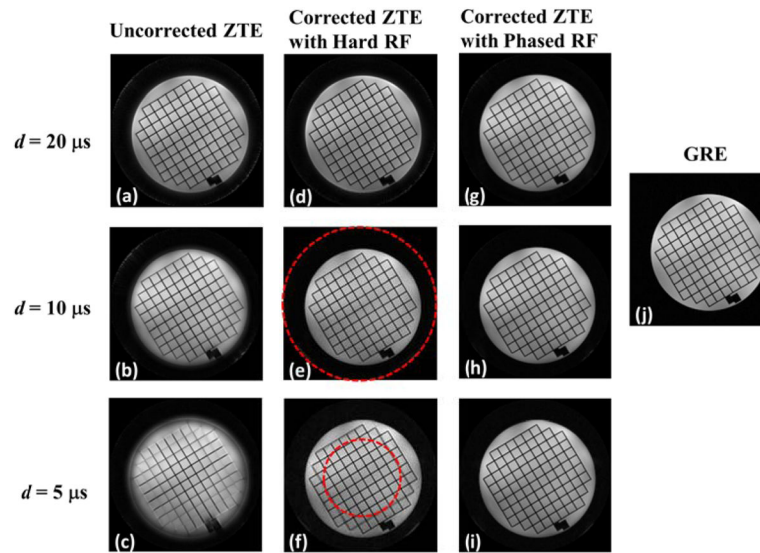 Uncorrected ZTE
Corrected ZTE
with Hard RF
Corrected ZTE
with Phased RF
d = 20 μs
(a)
(d)
(g)
GRE
d = 10 μs
(b)
(e)
(h)
(j)
d = 5 μs
(c)
(f)
(i)